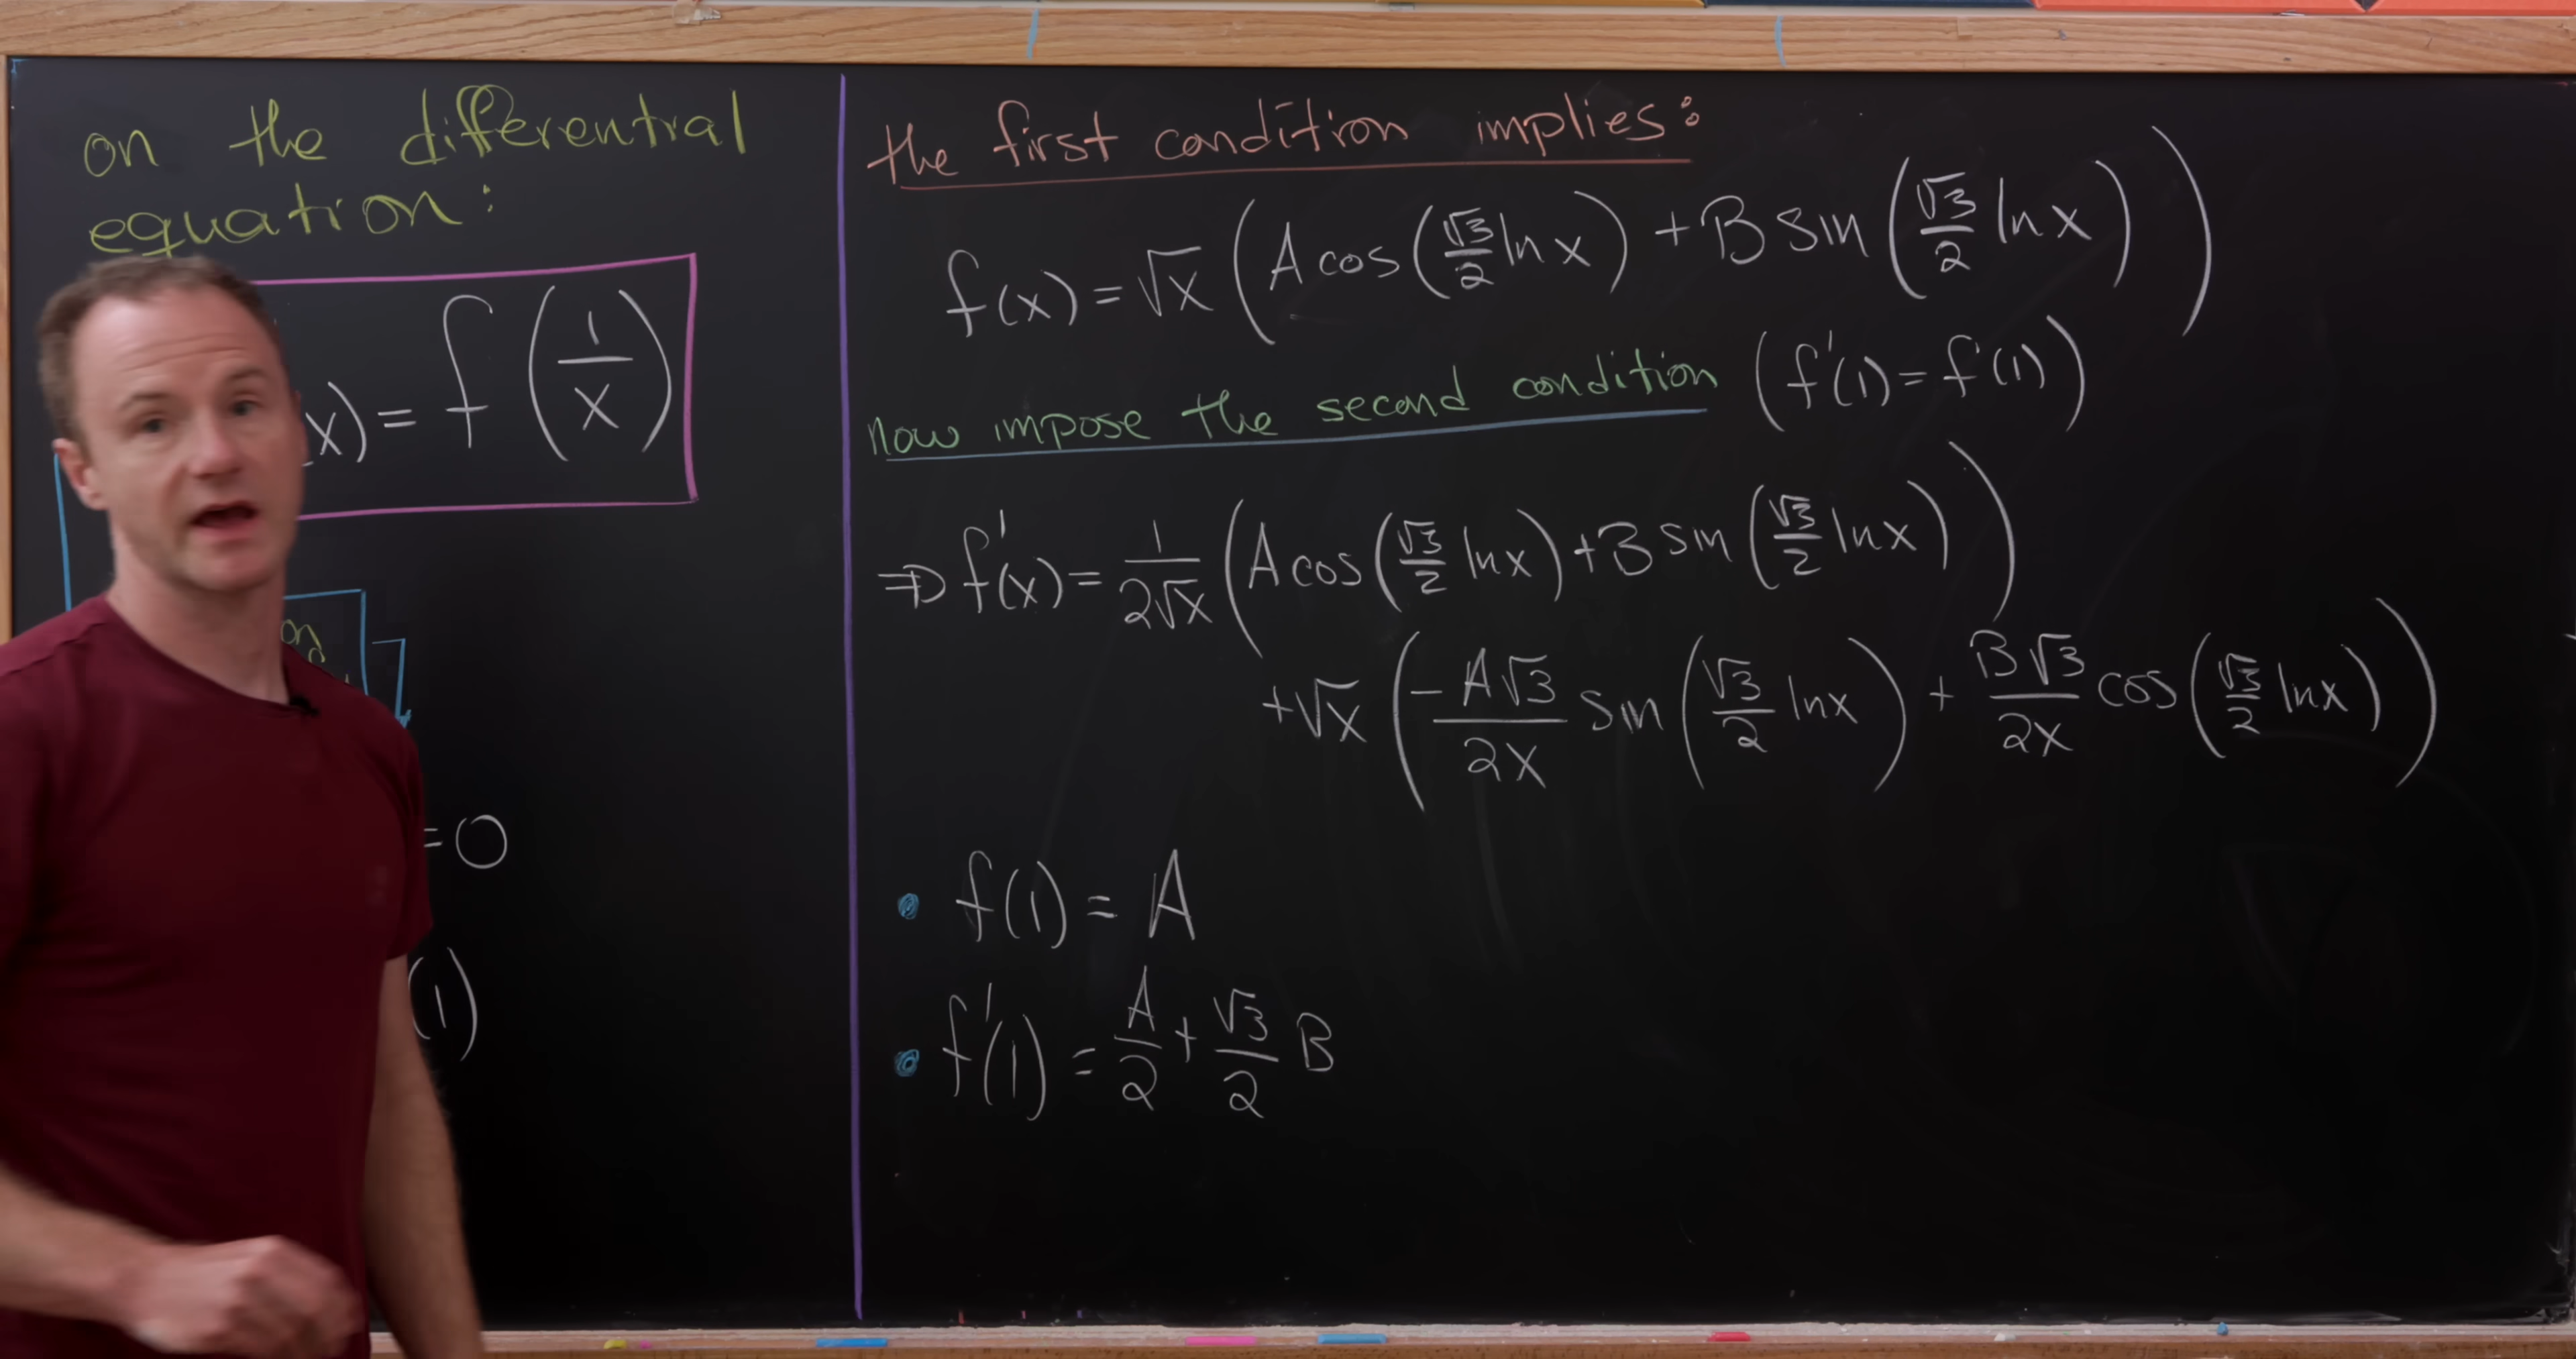 on the differential
equation:
x) = f(1/x)
on
=0
(1)
the first condition implies:
f(x) = √x (A cos(√3/2 ln x) + B sin(√3/2 ln x))
now impose the second condition (f'(1) = f(1))
⇒ f'(x) = 1/(2√x) (A cos(√3/2 ln x) + B sin(√3/2 ln x))
+ √x (-A√3/(2x) sin(√3/2 ln x) + B√3/(2x) cos(√3/2 ln x))
• f(1) = A
• f'(1) = A/2 + √3/2 B